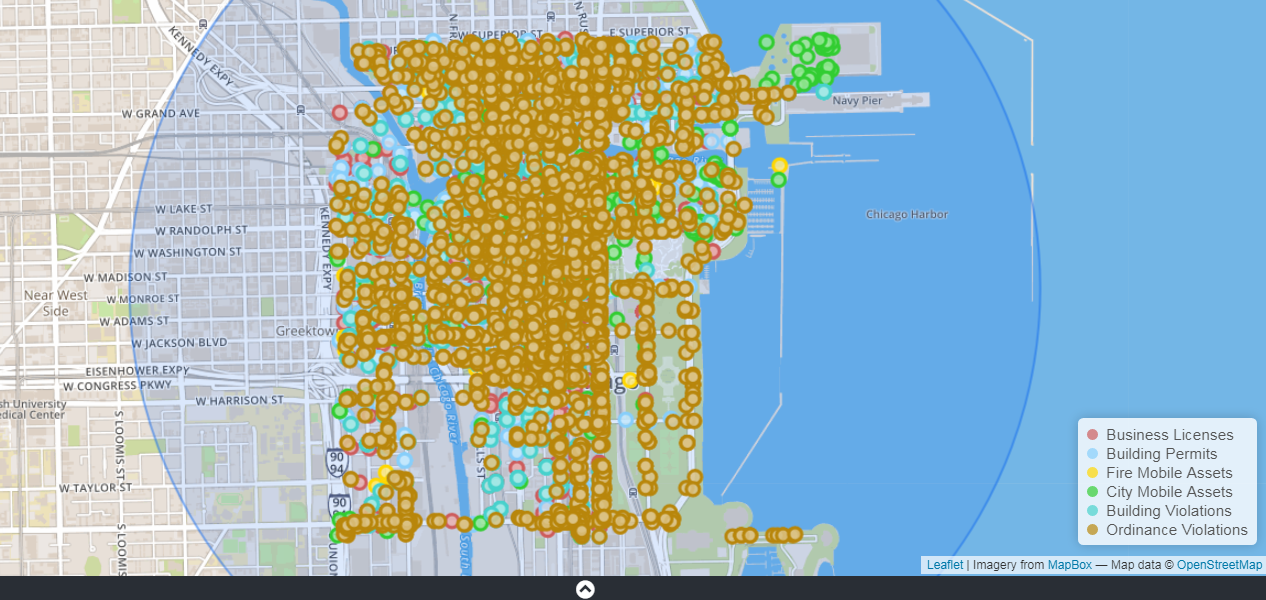 W SUPERIOR ST
E SUPERIOR ST
KENNEDY EXPY
W GRAND AVE
Navy Pier
W LAKE ST
Chicago Harbor
W RANDOLPH ST
KENNEDY EXPY
W WASHINGTON ST
W MADISON ST
Near West
Side
W MONROE ST
W ADAMS ST
Greektow
W JACKSON BLVD
EISENHOWER EXPY
W CONGRESS PKWY
W HARRISON ST
sh University
edical Center
Chicago River
S LOOMIS ST
90
94
W TAYLOR ST
90
S LOOMIS
UNION
South
Business Licenses
Building Permits
Fire Mobile Assets
City Mobile Assets
Building Violations
Ordinance Violations
Leaflet | Imagery from MapBox — Map data © OpenStreetMap